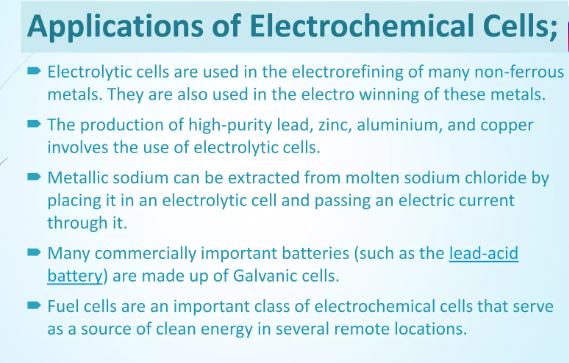 Applications of Electrochemical Cells;
Electrolytic cells are used in the electrorefining of many non-ferrous
metals. They are also used in the electro winning of these metals.
The production of high-purity lead, zinc, aluminium, and copper
involves the use of electrolytic cells.
Metallic sodium can be extracted from molten sodium chloride by
placing it in an electrolytic cell and passing an electric current
through it.
Many commercially important batteries (such as the lead-acid
battery) are made up of Galvanic cells.
Fuel cells are an important class of electrochemical cells that serve
as a source of clean energy in several remote locations.